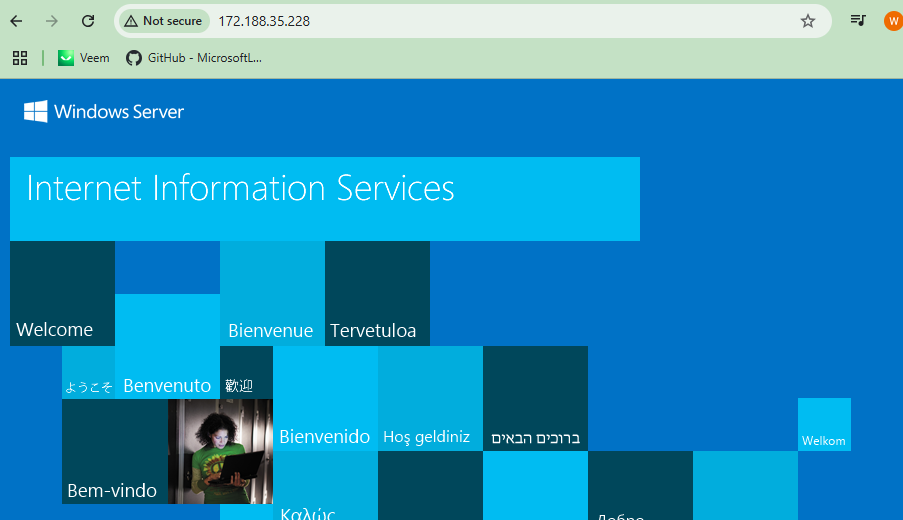 Not secure
172.188.35.228
W
Veem
GitHub - MicrosoftL...
Windows Server
Internet Information Services
Welcome
Bienvenue
Tervetuloa
ようこそ
Benvenuto
歡迎
Bienvenido
Hoş geldiniz
ברוכים הבאים
Welkom
Bem-vindo
Καλώς